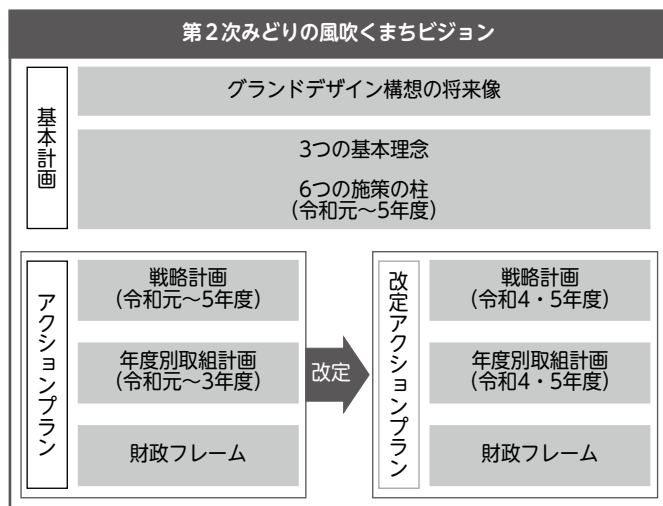 第2次みどりの風吹くまちビジョン
基本計画
グランドデザイン構想の将来像
3つの基本理念
6つの施策の柱
(令和元～5年度)
アクションプラン
戦略計画
(令和元～5年度)
年度別取組計画
(令和元～3年度)
財政フレーム
改定
改定アクションプラン
戦略計画
(令和4・5年度)
年度別取組計画
(令和4・5年度)
財政フレーム